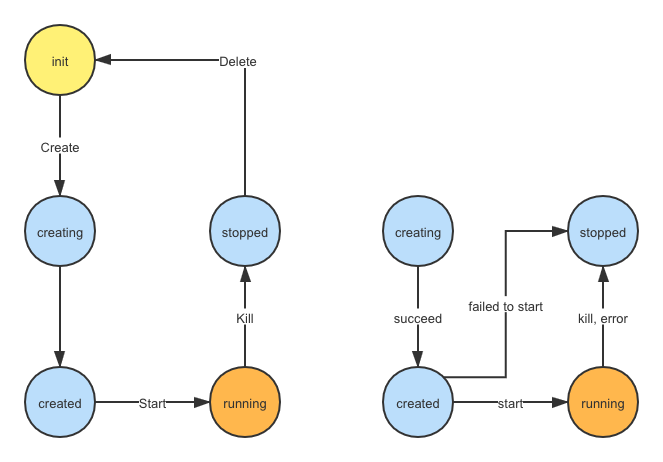 init
Delete
Create
creating
stopped
Kill
created
Start
running
creating
stopped
failed to start
succeed
kill, error
created
start
running